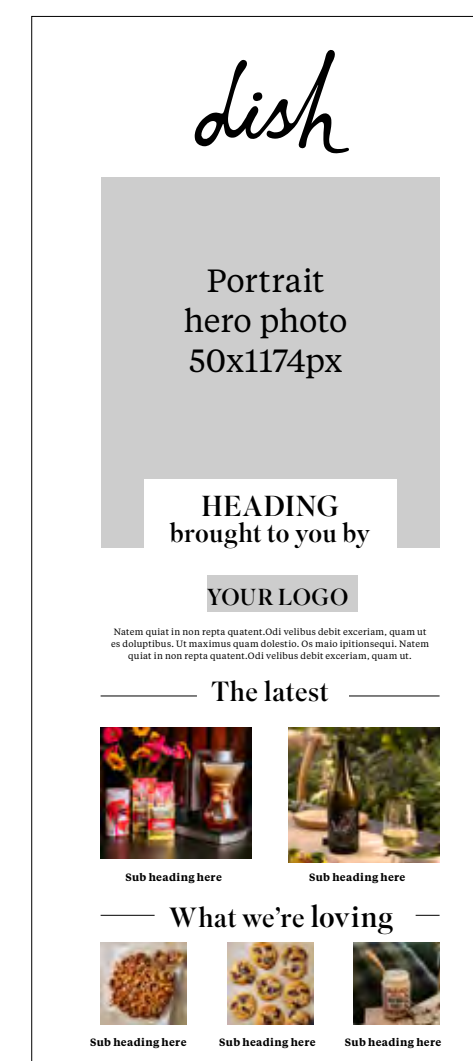 dish
Portrait
hero photo
50x1174px
HEADING
brought to you by
YOUR LOGO
Natem quiat in non repta quatent.Odi velibus debit exceriam, quam ut
es doluptibus. Ut maximus quam dolestio. Os maio ipitionsequi. Natem
quiat in non repta quatent.Odi velibus debit exceriam, quam ut.
The latest
Sub heading here
Sub heading here
What we're loving
Sub heading here
Sub heading here
Sub heading here